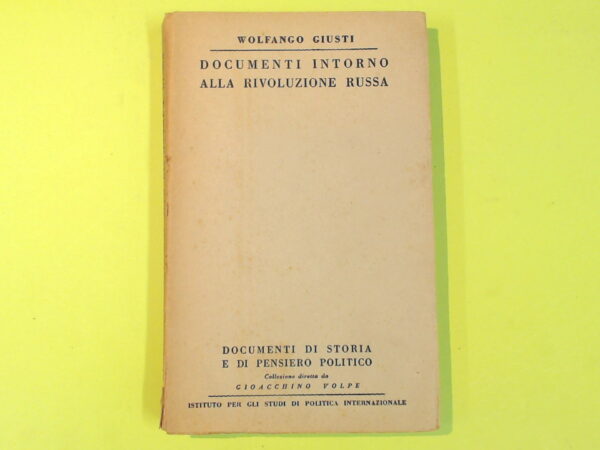 WOLFANGO GIUSTI
DOCUMENTI INTORNO
ALLA RIVOLUZIONE RUSSA
DOCUMENTI DI STORIA
E DI PENSIERO POLITICO
Collezione diretta da
GIOACCHINO VOLPE
ISTITUTO PER GLI STUDI DI POLITICA INTERNAZIONALE